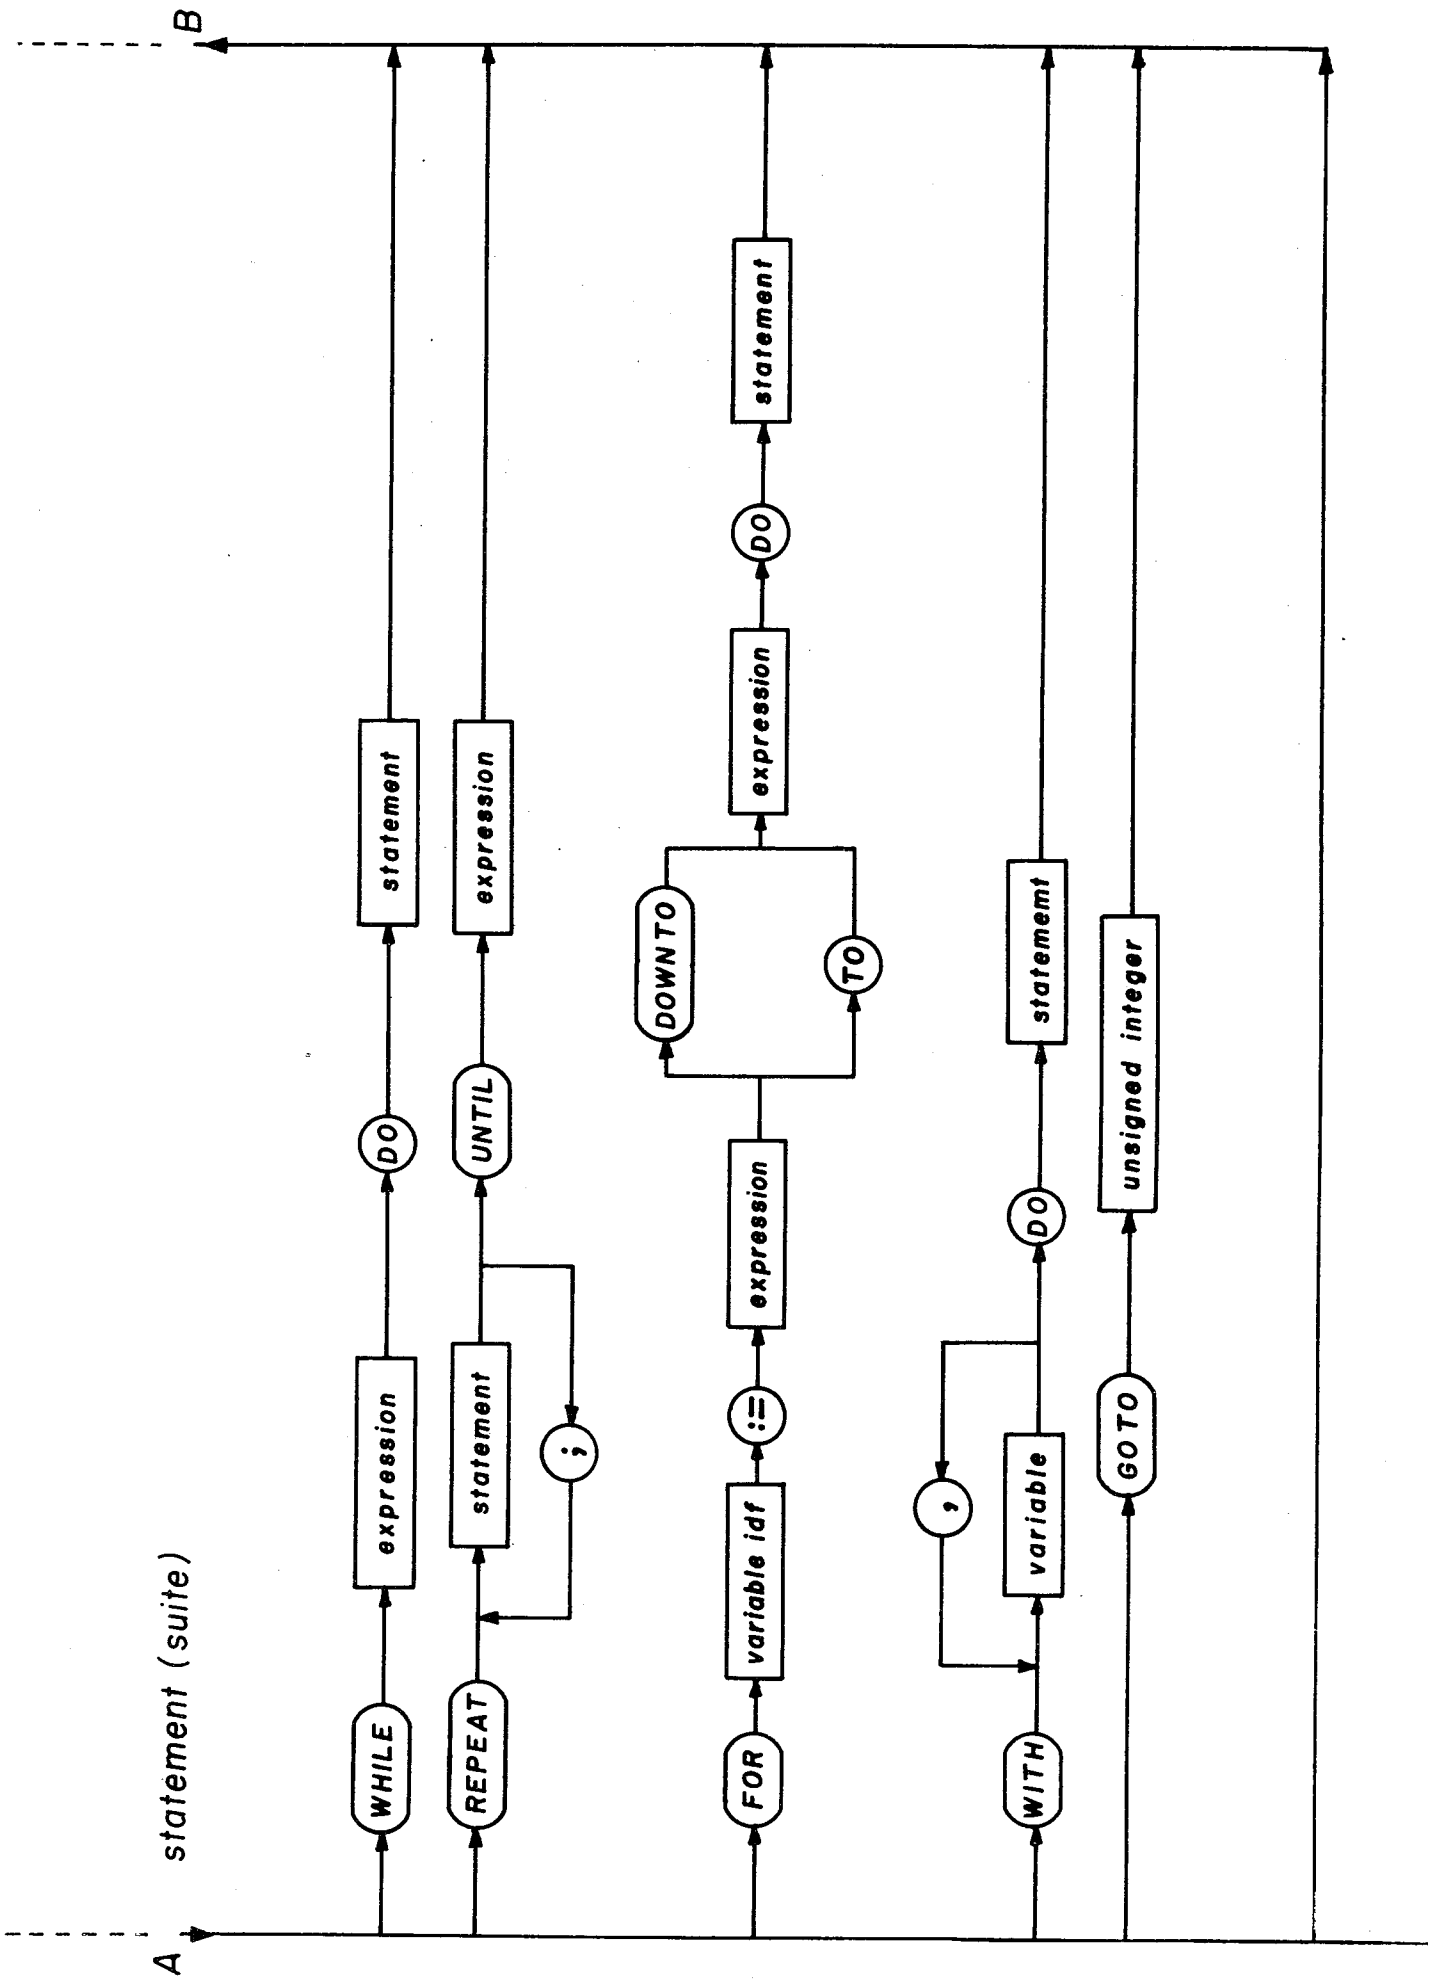 statement (suite)
A
B
WHILE expression DO statement
REPEAT statement UNTIL expression
;
DOWNTO
FOR variable idf := expression expression DO statement
TO
,
WITH variable DO statememt
GOTO unsigned integer